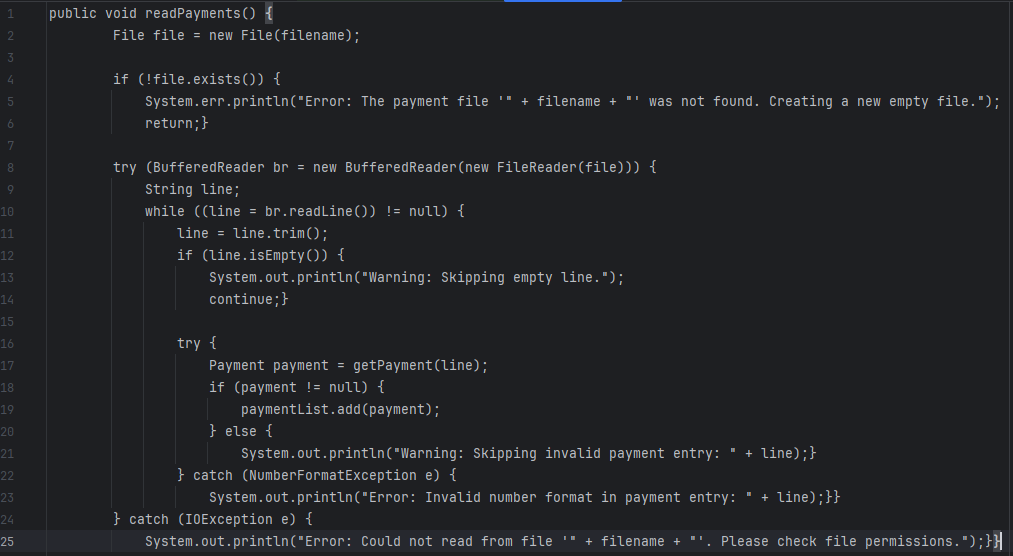 1 public void readPayments() {
2 File file = new File(filename);
3
4 if (!file.exists()) {
5 System.err.println("Error: The payment file '" + filename + "' was not found. Creating a new empty file.");
6 return;}
7
8 try (BufferedReader br = new BufferedReader(new FileReader(file))) {
9 String line;
10 while ((line = br.readLine()) != null) {
11 line = line.trim();
12 if (line.isEmpty()) {
13 System.out.println("Warning: Skipping empty line.");
14 continue;}
15
16 try {
17 Payment payment = getPayment(line);
18 if (payment != null) {
19 paymentList.add(payment);
20 } else {
21 System.out.println("Warning: Skipping invalid payment entry: " + line);}
22 } catch (NumberFormatException e) {
23 System.out.println("Error: Invalid number format in payment entry: " + line);}}
24 } catch (IOException e) {
25 System.out.println("Error: Could not read from file '" + filename + "'. Please check file permissions.");}}